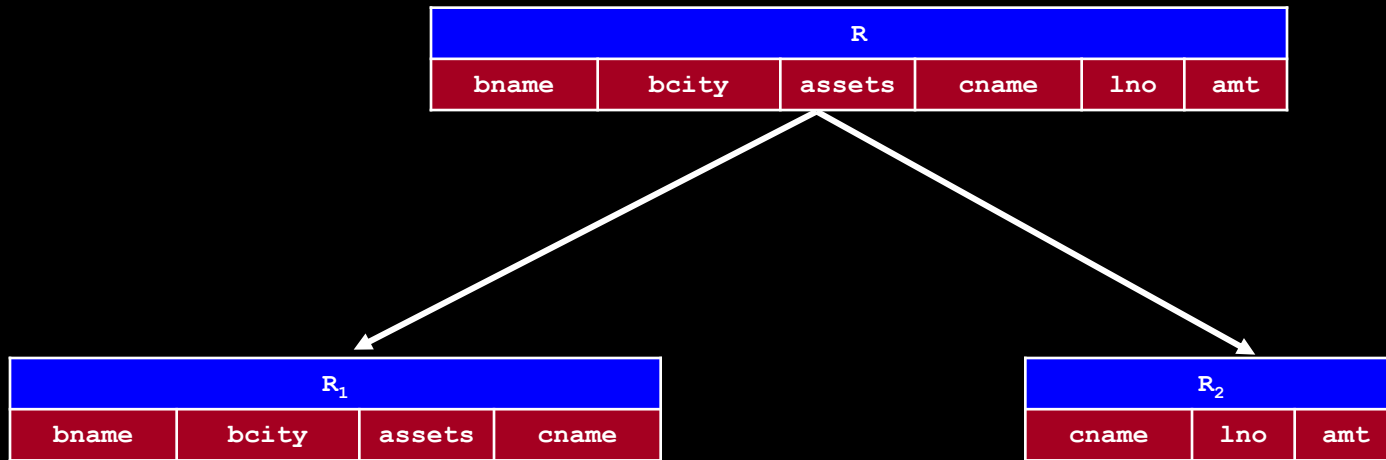 R
bname bcity assets cname lno amt
R₁ R₂
bname bcity assets cname cname lno amt